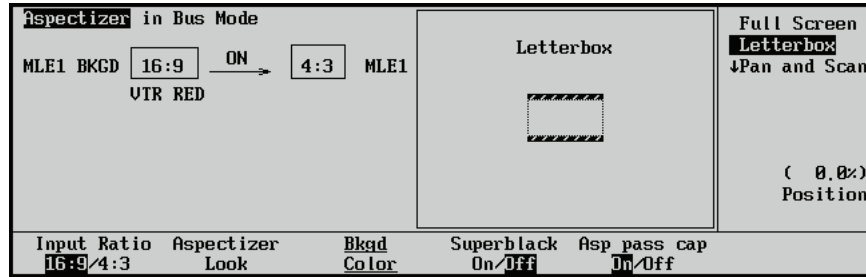 Aspectizer in Bus Mode
MLE1 BKGD 16:9 ON 4:3 MLE1
VTR RED
Letterbox
Full Screen
Letterbox
↓Pan and Scan
( 0.0%)
Position
Input Ratio Aspectizer Bkgd Superblack Asp pass cap
16:9/4:3 Look Color On/Off On/Off